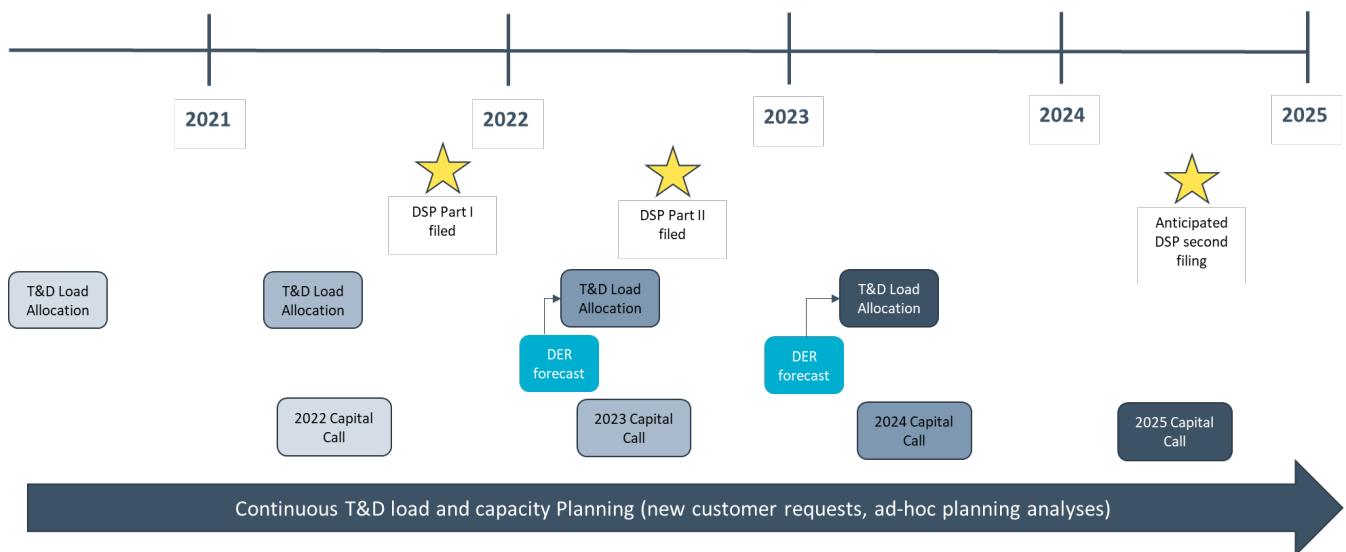 2021
2022
2023
2024
2025
DSP Part I
filed
DSP Part II
filed
Anticipated
DSP second
filing
T&D Load
Allocation
T&D Load
Allocation
T&D Load
Allocation
T&D Load
Allocation
DER
forecast
DER
forecast
2022 Capital
Call
2023 Capital
Call
2024 Capital
Call
2025 Capital
Call
Continuous T&D load and capacity Planning (new customer requests, ad-hoc planning analyses)